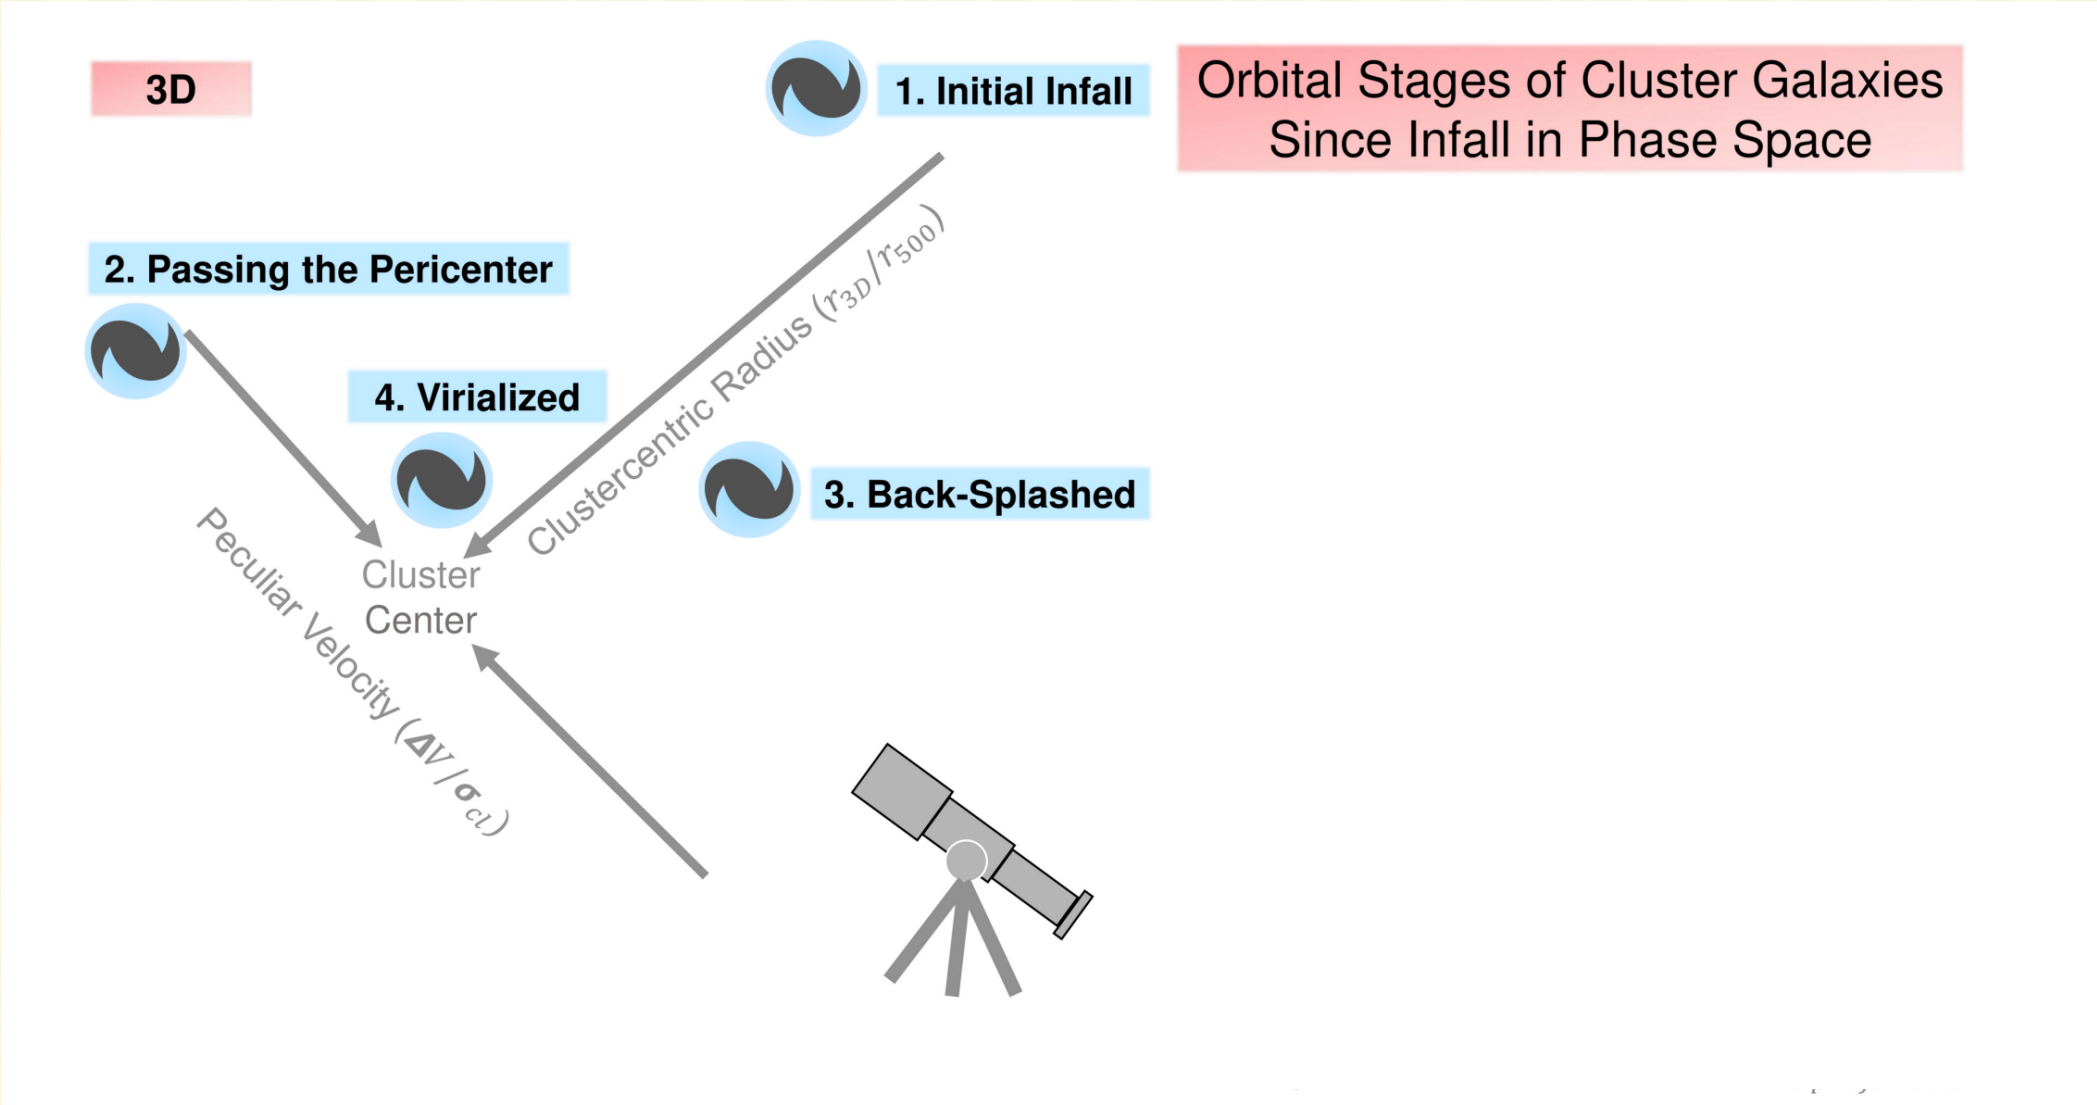 3D
1. Initial Infall
Orbital Stages of Cluster Galaxies
Since Infall in Phase Space
2. Passing the Pericenter
Clustercentric Radius (r₃D/r₅₀₀)
4. Virialized
3. Back-Splashed
Cluster
Center
Peculiar Velocity (ΔV/σcl)